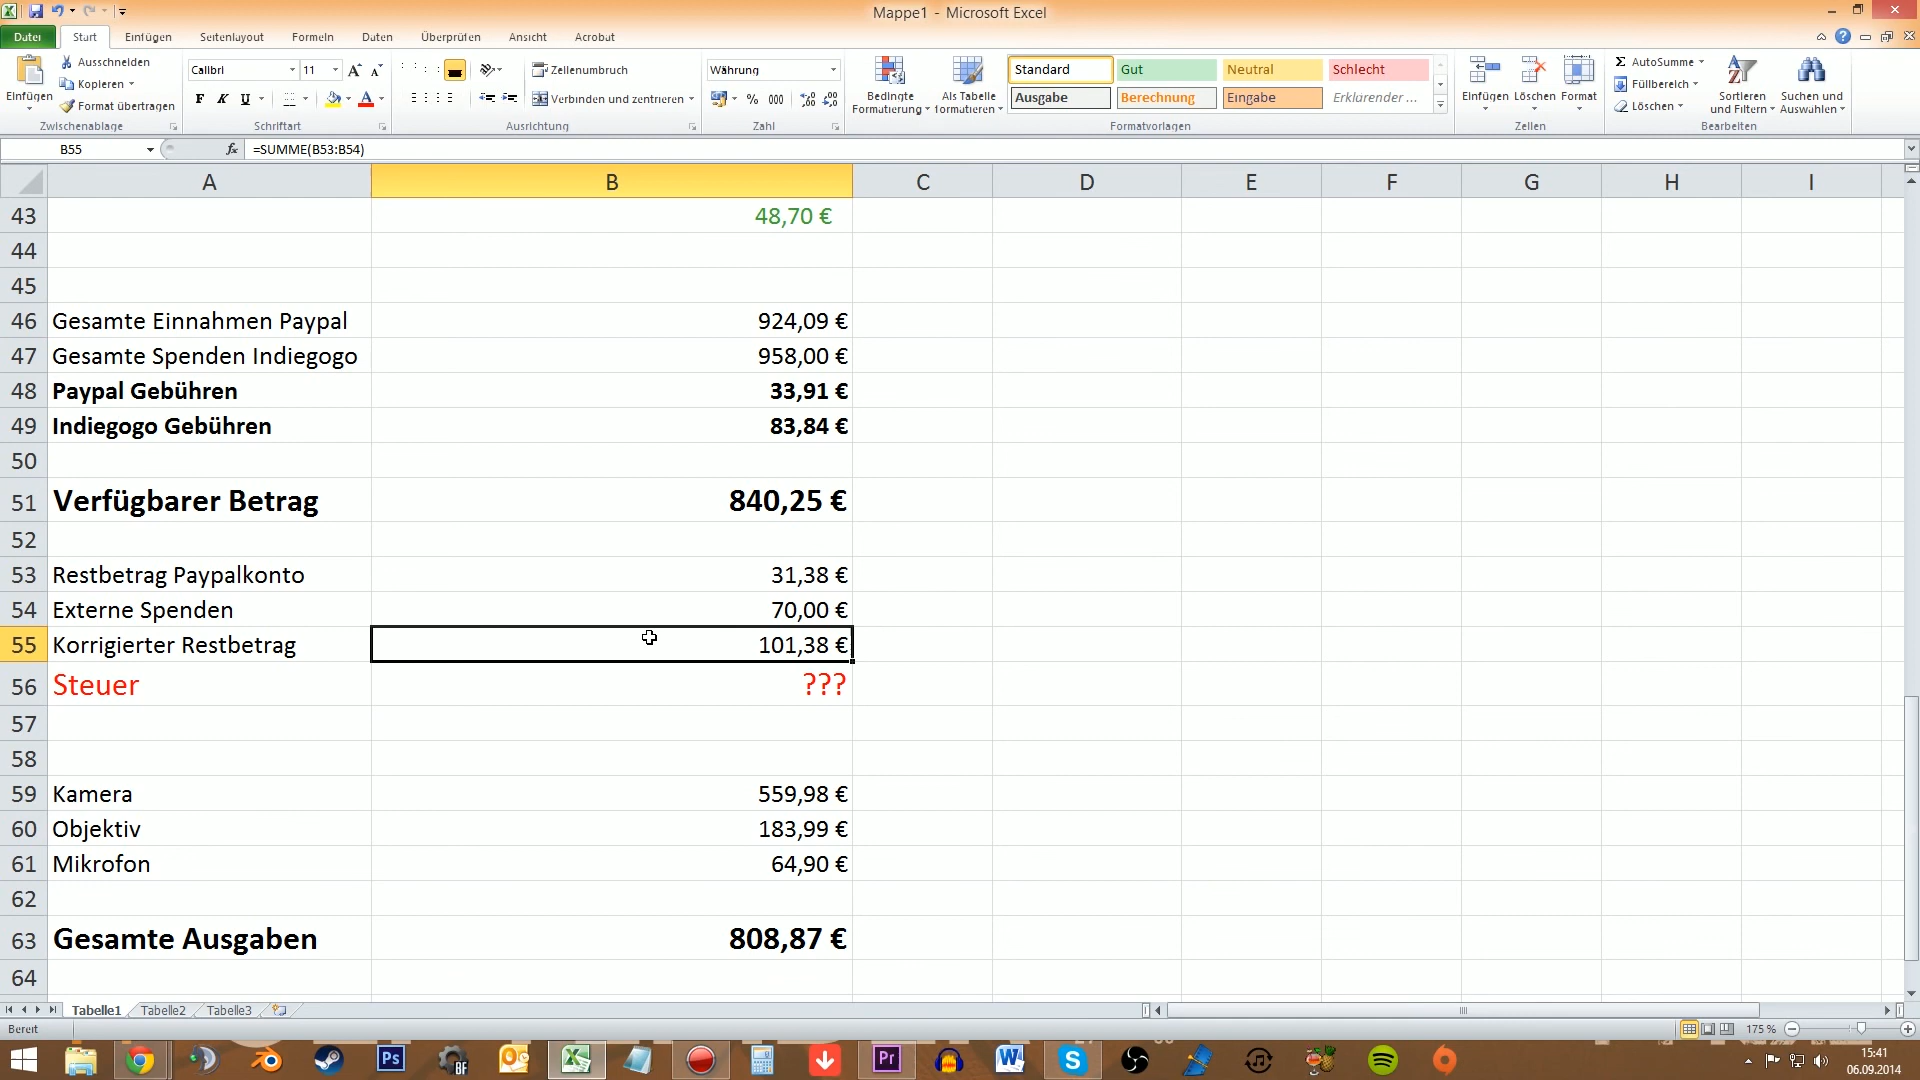 Mappe1 - Microsoft Excel
Datei Start Einfügen Seitenlayout Formeln Daten Überprüfen Ansicht Acrobat
Einfügen
Ausschneiden
Kopieren
Format übertragen
Zwischenablage
Calibri 11
F K U
Schriftart
Zellenumbruch
Verbinden und zentrieren
Ausrichtung
Währung
% 000
Zahl
Bedingte Formatierung
Als Tabelle formatieren
Standard Gut Neutral Schlecht
Ausgabe Berechnung Eingabe Erklärender ...
Formatvorlagen
Einfügen Löschen Format
Zellen
Σ AutoSumme
Füllbereich
Löschen
Sortieren und Filtern
Suchen und Auswählen
Bearbeiten
B55 fx =SUMME(B53:B54)
A B C D E F G H I
43 48,70 €
44
45
46 Gesamte Einnahmen Paypal 924,09 €
47 Gesamte Spenden Indiegogo 958,00 €
48 Paypal Gebühren 33,91 €
49 Indiegogo Gebühren 83,84 €
50
51 Verfügbarer Betrag 840,25 €
52
53 Restbetrag Paypalkonto 31,38 €
54 Externe Spenden 70,00 €
55 Korrigierter Restbetrag 101,38 €
56 Steuer ???
57
58
59 Kamera 559,98 €
60 Objektiv 183,99 €
61 Mikrofon 64,90 €
62
63 Gesamte Ausgaben 808,87 €
64
Tabelle1 Tabelle2 Tabelle3
Bereit 175 %
Ps BF Pr W S
15:41
06.09.2014